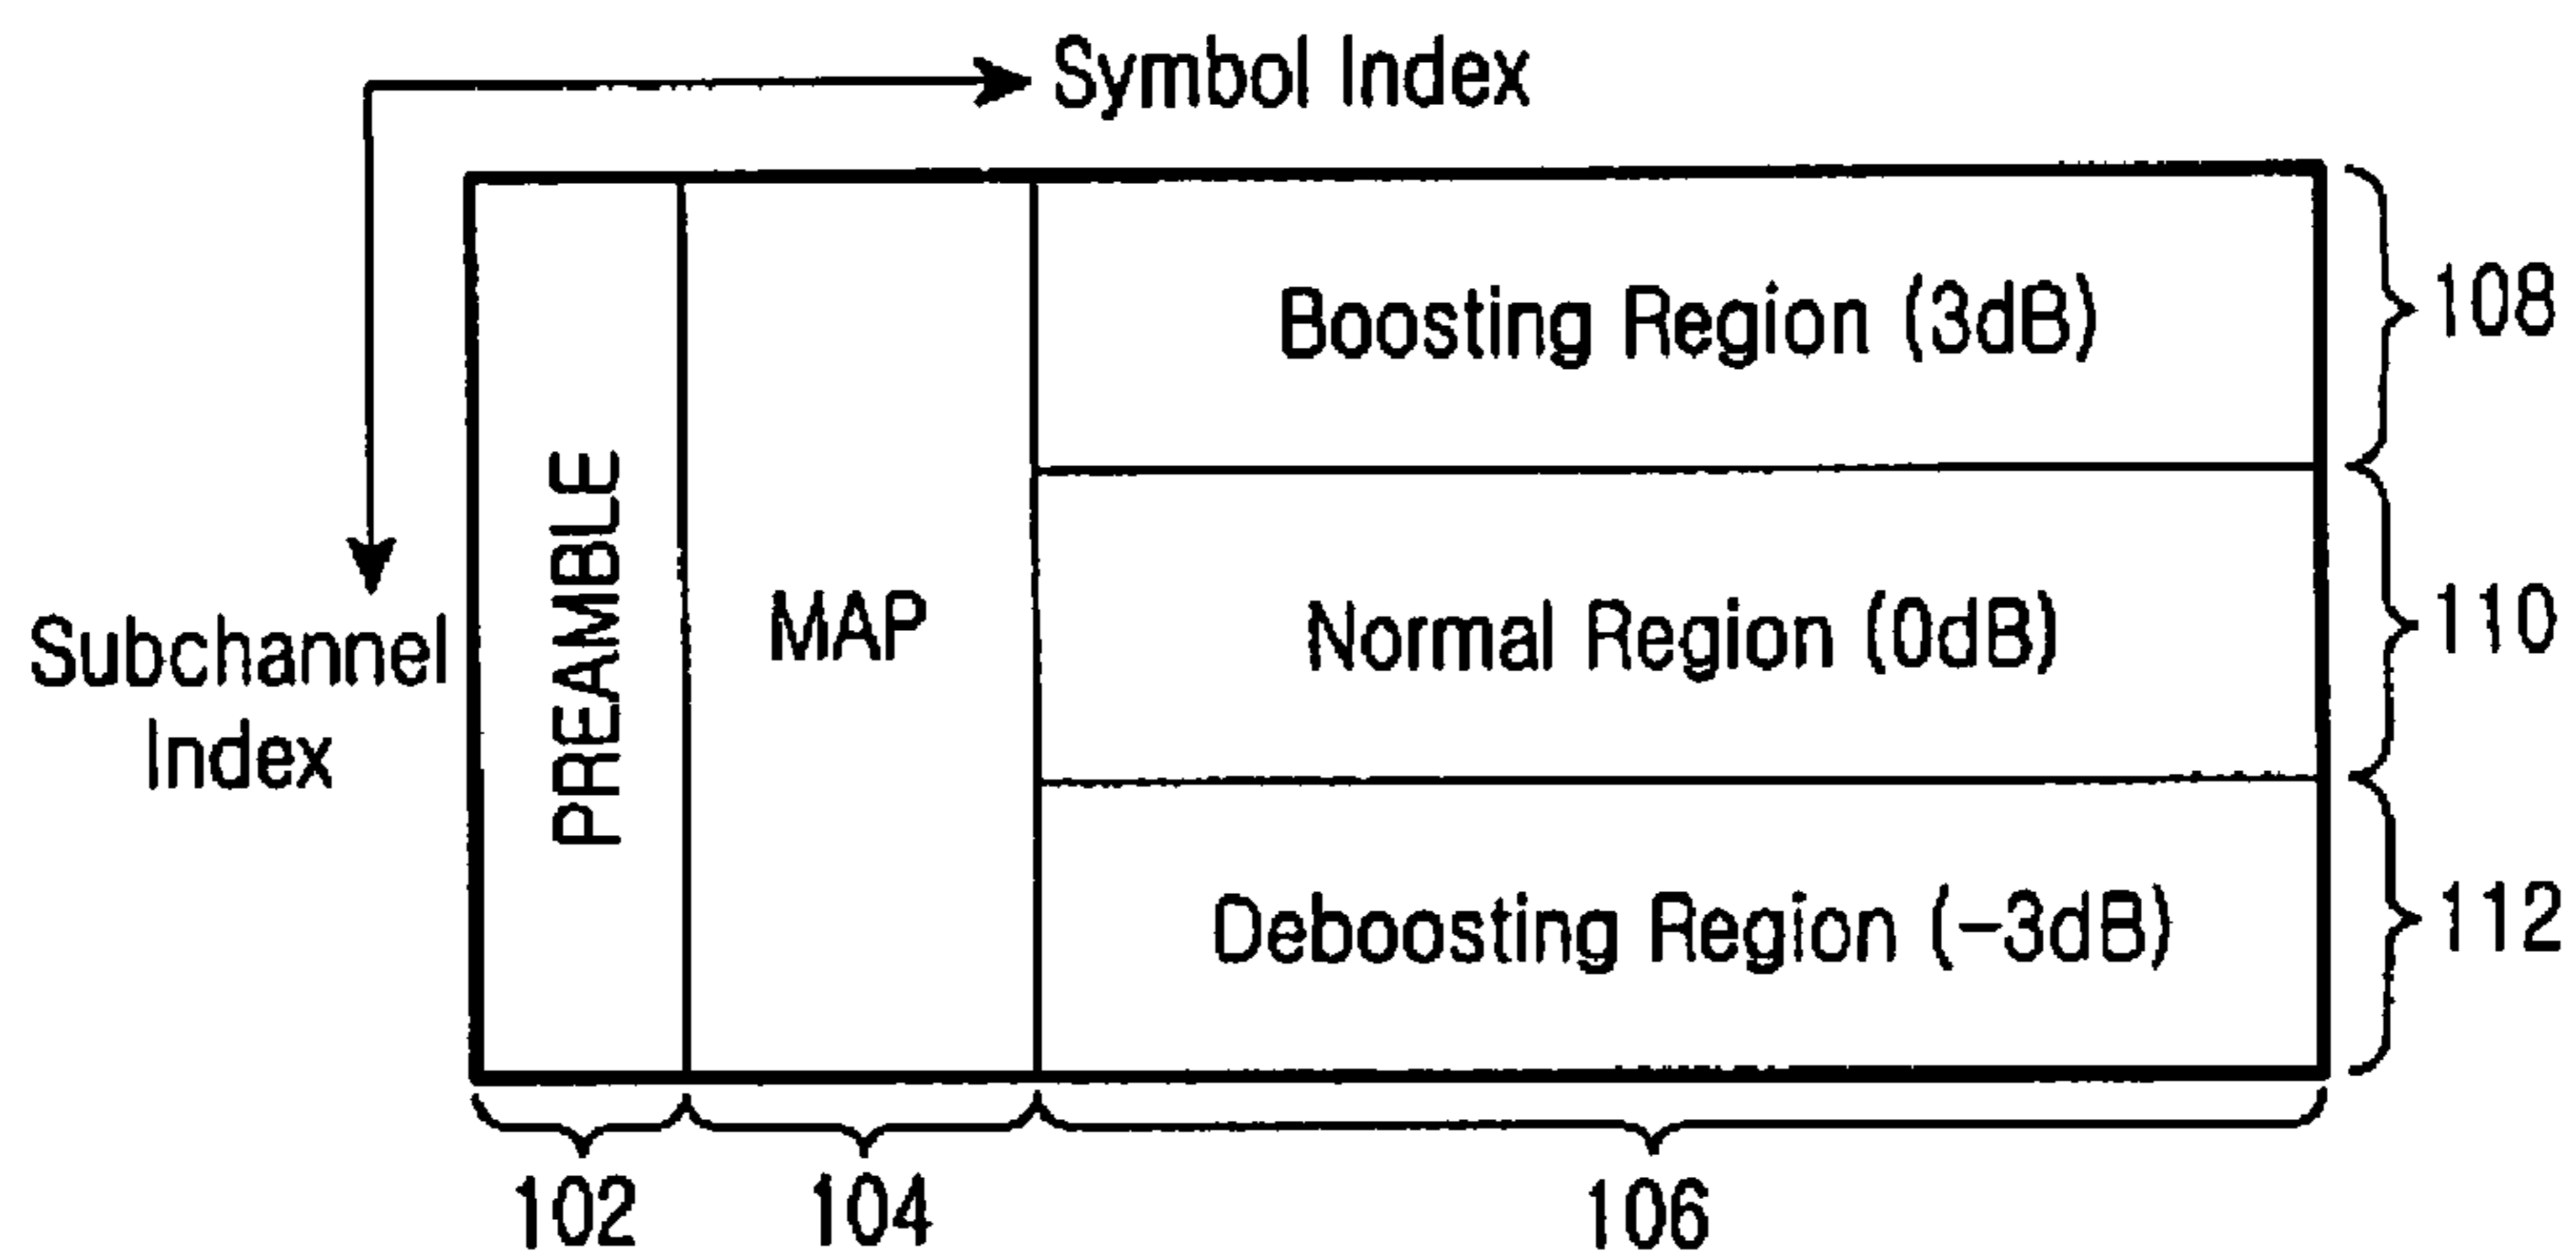 Symbol Index
Subchannel
Index
PREAMBLE
MAP
Boosting Region (3dB)
Normal Region (0dB)
Deboosting Region (-3dB)
108
110
112
102
104
106